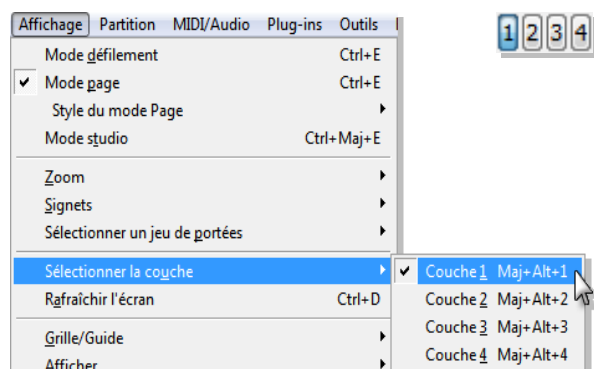 Affichage Partition MIDI/Audio Plug-ins Outils
1 2 3 4
Mode défilement Ctrl+E
Mode page Ctrl+E
Style du mode Page
Mode studio Ctrl+Maj+E
Zoom
Signets
Sélectionner un jeu de portées
Sélectionner la couche
Couche 1 Maj+Alt+1
Rafraîchir l'écran Ctrl+D
Couche 2 Maj+Alt+2
Couche 3 Maj+Alt+3
Grille/Guide
Couche 4 Maj+Alt+4
Afficher